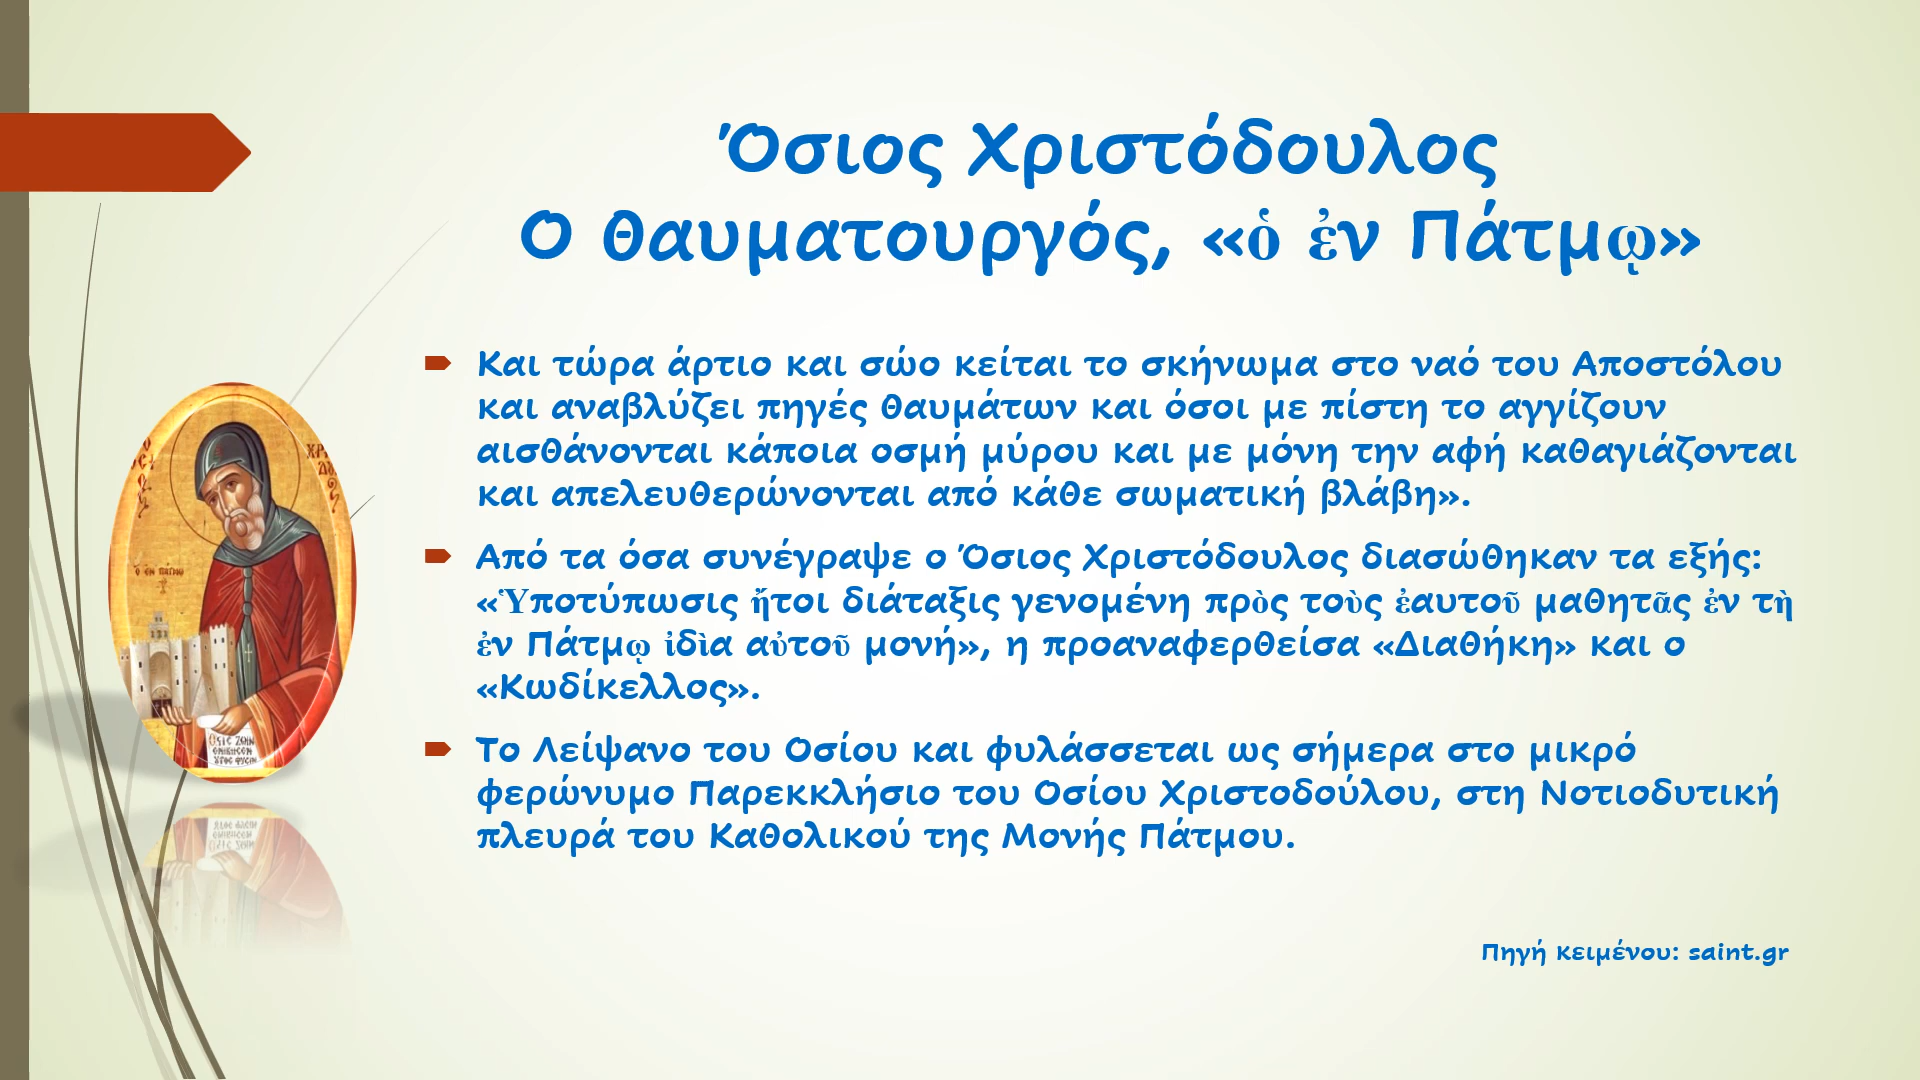 Όσιος Χριστόδουλος
Ο θαυματουργός, «ὁ ἐν Πάτμῳ»
Και τώρα άρτιο και σώο κείται το σκήνωμα στο ναό του Αποστόλου
και αναβλύζει πηγές θαυμάτων και όσοι με πίστη το αγγίζουν
αισθάνονται κάποια οσμή μύρου και με μόνη την αφή καθαγιάζονται
και απελευθερώνονται από κάθε σωματική βλάβη».
Από τα όσα συνέγραψε ο Όσιος Χριστόδουλος διασώθηκαν τα εξής:
«Ὑποτύπωσις ἤτοι διάταξις γενομένη πρὸς τοὺς ἐαυτοῦ μαθητᾶς ἐν τὴ
ἐν Πάτμῳ ἰδὶα αὐτοῦ μονή», η προαναφερθείσα «Διαθήκη» και ο
«Κωδίκελλος».
Το Λείψανο του Οσίου και φυλάσσεται ως σήμερα στο μικρό
φερώνυμο Παρεκκλήσιο του Οσίου Χριστοδούλου, στη Νοτιοδυτική
πλευρά του Καθολικού της Μονής Πάτμου.
Πηγή κειμένου: saint.gr